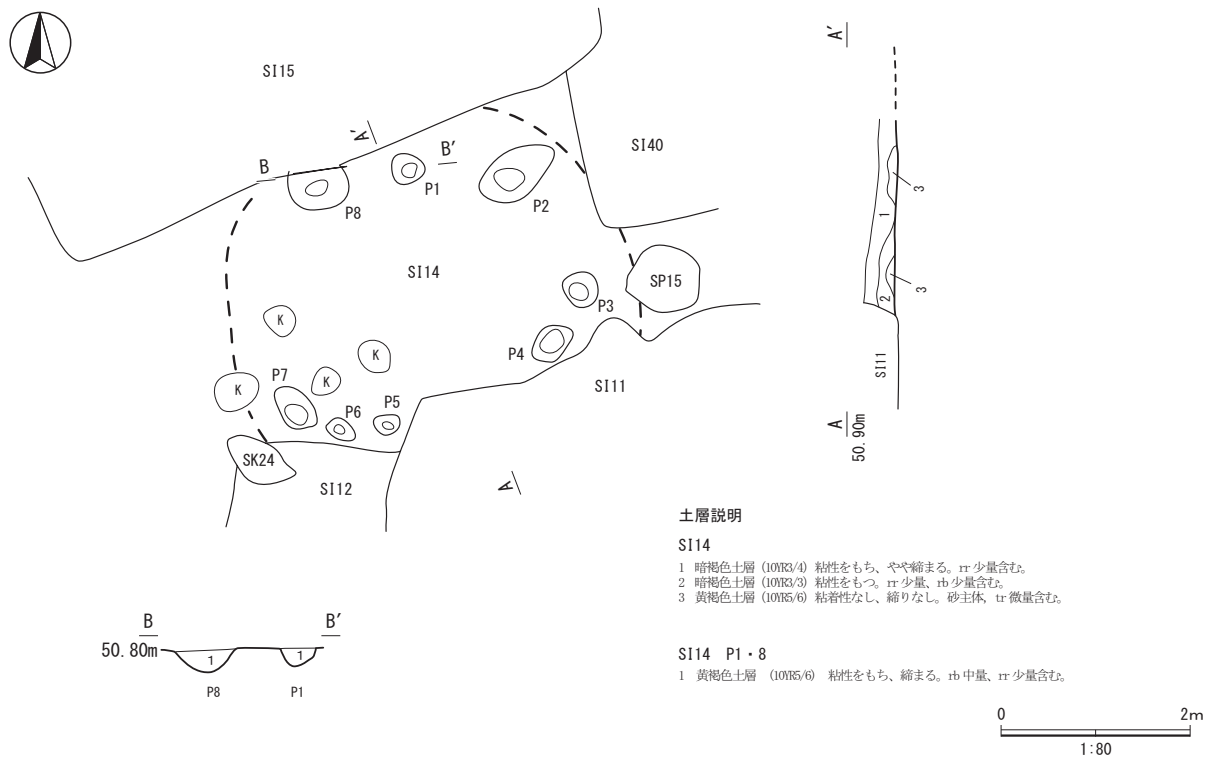 SI15
SI40
A′
B
B′
P8
P1
P2
SI14
SP15
P3
K
K
K
K
P4
P7
P6
P5
SI11
SK24
SI12
A
A′
3
1
3
2
SI11
A
50.90m
土層説明
SI14
1 暗褐色土層（10YR3/4）粘性をもち、やや締まる。rr 少量含む。
2 暗褐色土層（10YR3/3）粘性をもつ。rr 少量、rb 少量含む。
3 黄褐色土層（10YR5/6）粘着性なし、締りなし。砂主体，tr 微量含む。
SI14 P1・8
1 黄褐色土層 （10YR5/6） 粘性をもち、締まる。rb 中量、rr 少量含む。
B
B′
50.80m
1
1
P8
P1
0
2m
1:80